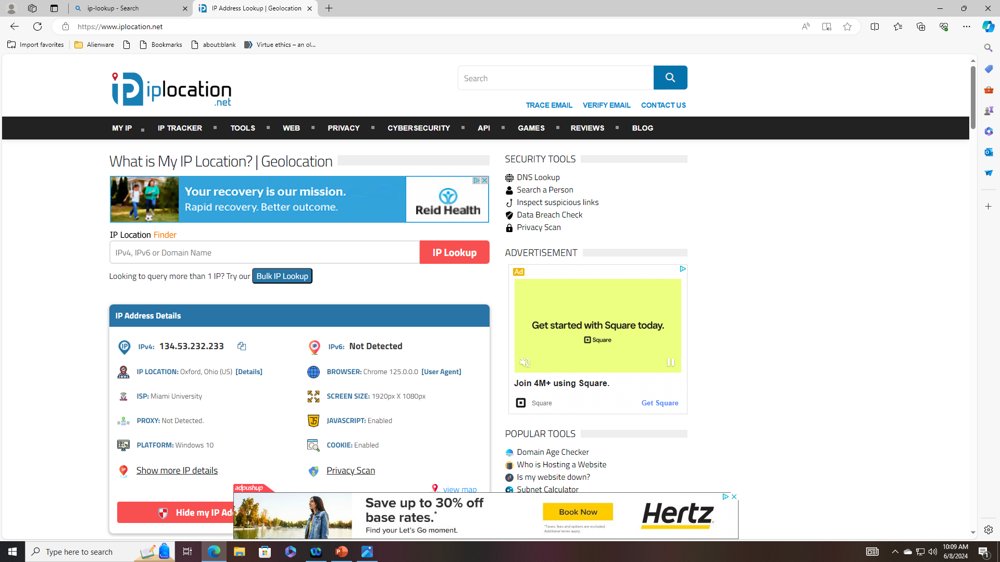 ip-lookup - Search
IP Address Lookup | Geolocation
https://www.iplocation.net
Import favorites
Alienware
Bookmarks
about:blank
Virtue ethics – an ol...
iplocation
.net
Search
TRACE EMAIL VERIFY EMAIL CONTACT US
MY IP IP TRACKER TOOLS WEB PRIVACY CYBERSECURITY API GAMES REVIEWS BLOG
What is My IP Location? | Geolocation
Your recovery is our mission.
Rapid recovery. Better outcome.
Reid Health
IP Location Finder
IPv4, IPv6 or Domain Name
IP Lookup
Looking to query more than 1 IP? Try our Bulk IP Lookup
IP Address Details
IPv4: 134.53.232.233
IPv6: Not Detected
IP LOCATION: Oxford, Ohio (US) [Details]
BROWSER: Chrome 125.0.0.0 [User Agent]
ISP: Miami University
SCREEN SIZE: 1920px X 1080px
PROXY: Not Detected.
JAVASCRIPT: Enabled
PLATFORM: Windows 10
COOKIE: Enabled
Show more IP details
Privacy Scan
view map
Hide my IP Ad
SECURITY TOOLS
DNS Lookup
Search a Person
Inspect suspicious links
Data Breach Check
Privacy Scan
ADVERTISEMENT
Ad
Get started with Square today.
Square
Join 4M+ using Square.
Square
Get Square
POPULAR TOOLS
Domain Age Checker
Who is Hosting a Website
Is my website down?
Subnet Calculator
adpushup
Save up to 30% off
base rates.*
Find your Let's Go moment.
Book Now
*Taxes, fees and options are excluded.
Additional terms apply.
Hertz
Type here to search
10:09 AM
6/8/2024
1